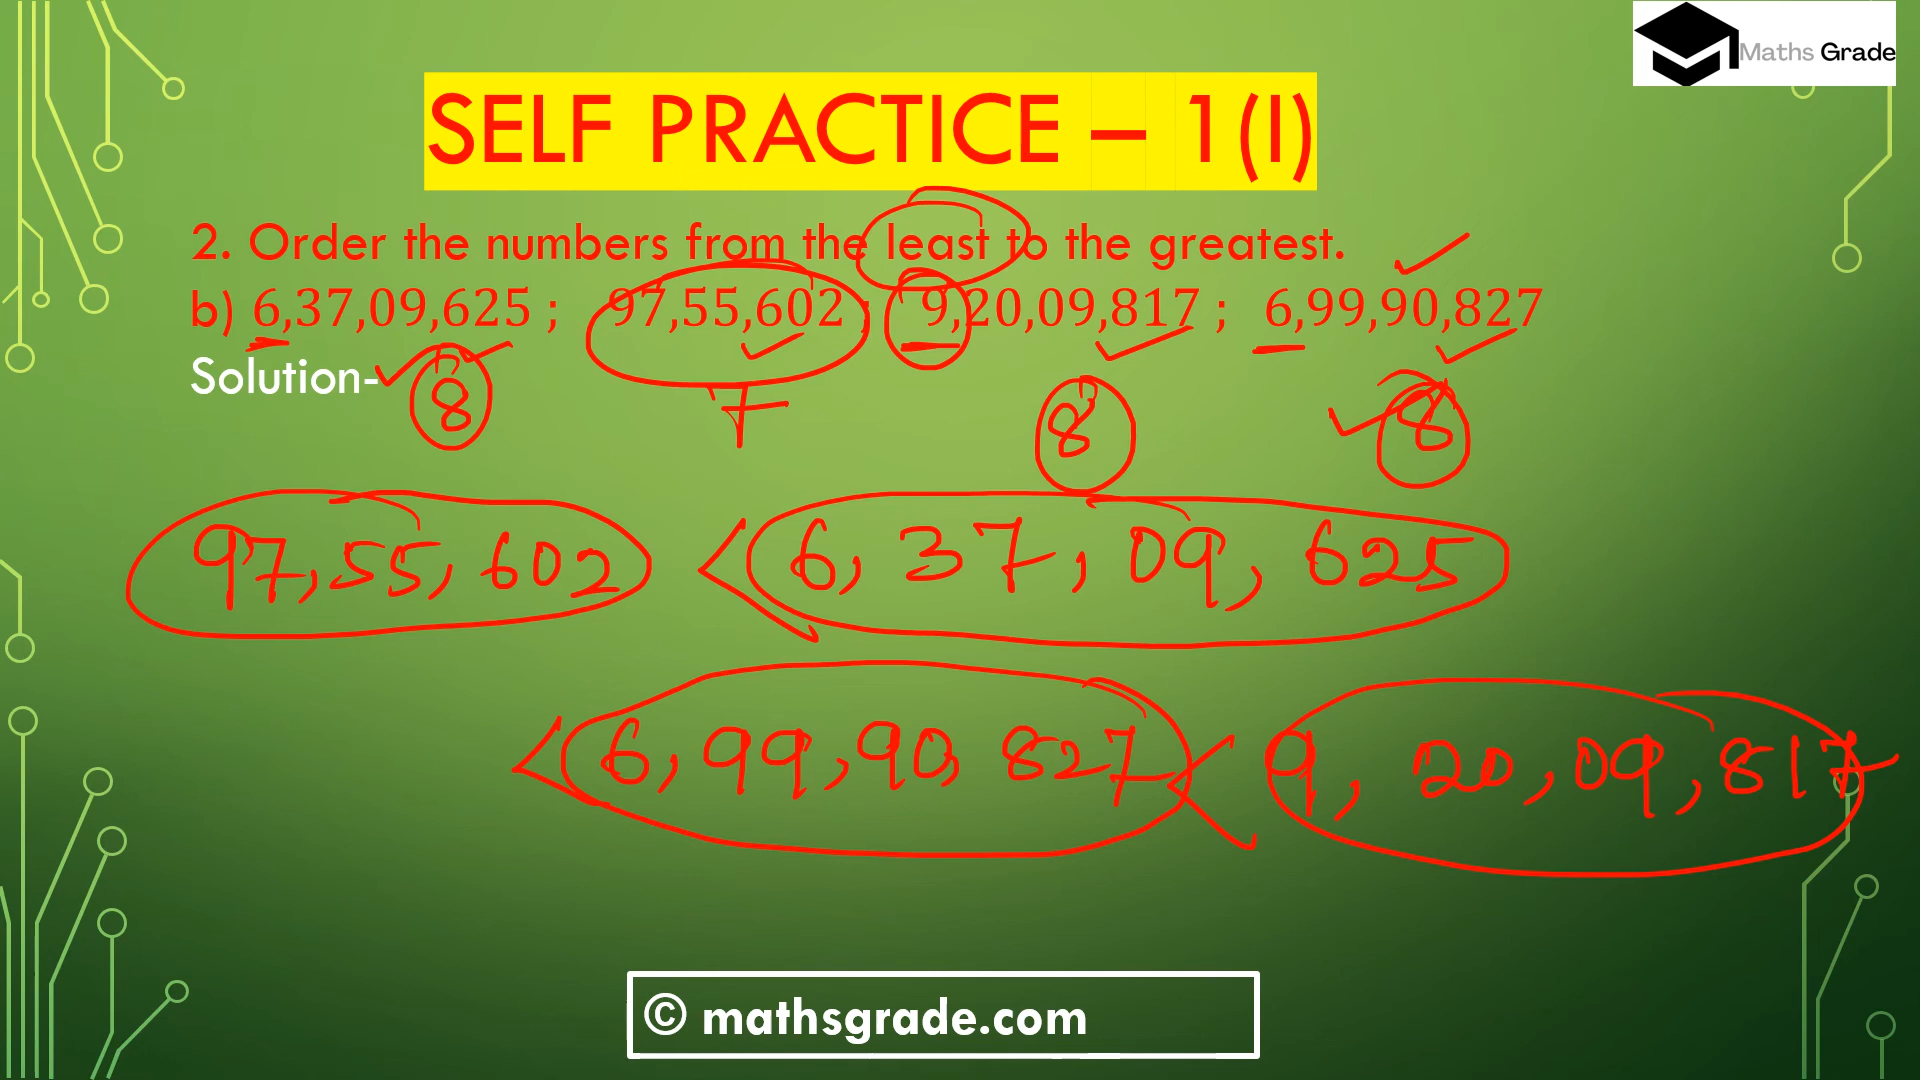 Maths Grade
SELF PRACTICE – 1(I)
2. Order the numbers from the least to the greatest.
b) 6,37,09,625 ; 97,55,602 ; 9,20,09,817 ; 6,99,90,827
Solution-
8 7 8 8
97,55,602 < 6,37,09,625
< 6,99,90,827 < 9,20,09,817
© mathsgrade.com